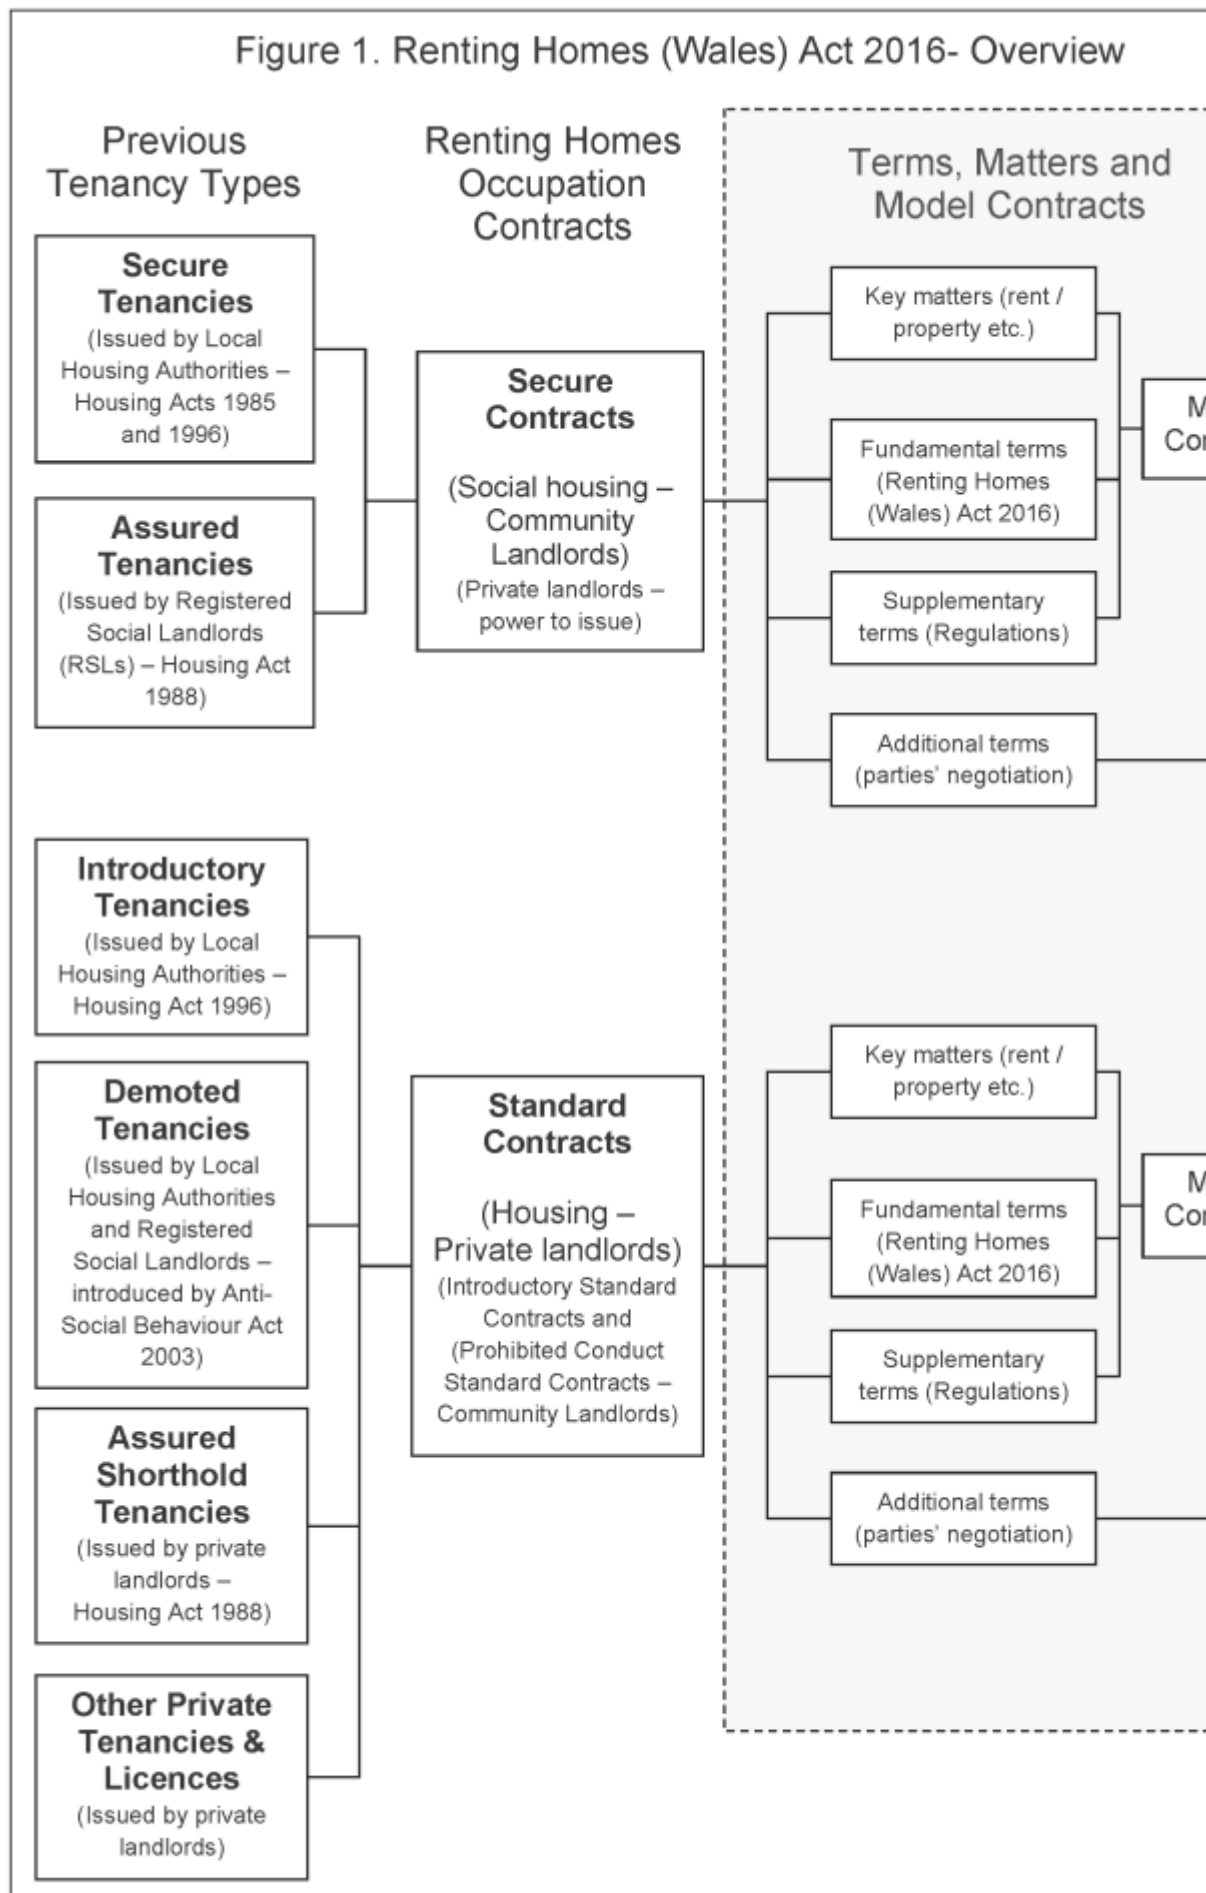 Figure 1. Renting Homes (Wales) Act 2016- Overview
Previous
Tenancy Types
Renting Homes
Occupation
Contracts
Terms, Matters and
Model Contracts
Secure
Tenancies
(Issued by Local
Housing Authorities –
Housing Acts 1985
and 1996)
Assured
Tenancies
(Issued by Registered
Social Landlords
(RSLs) – Housing Act
1988)
Secure
Contracts
(Social housing –
Community
Landlords)
(Private landlords –
power to issue)
Key matters (rent /
property etc.)
Fundamental terms
(Renting Homes
(Wales) Act 2016)
Supplementary
terms (Regulations)
Additional terms
(parties' negotiation)
Introductory
Tenancies
(Issued by Local
Housing Authorities –
Housing Act 1996)
Demoted
Tenancies
(Issued by Local
Housing Authorities
and Registered
Social Landlords –
introduced by Anti-
Social Behaviour Act
2003)
Assured
Shorthold
Tenancies
(Issued by private
landlords –
Housing Act 1988)
Other Private
Tenancies &
Licences
(Issued by private
landlords)
Standard
Contracts
(Housing –
Private landlords)
(Introductory Standard
Contracts and
(Prohibited Conduct
Standard Contracts –
Community Landlords)
Key matters (rent /
property etc.)
Fundamental terms
(Renting Homes
(Wales) Act 2016)
Supplementary
terms (Regulations)
Additional terms
(parties' negotiation)